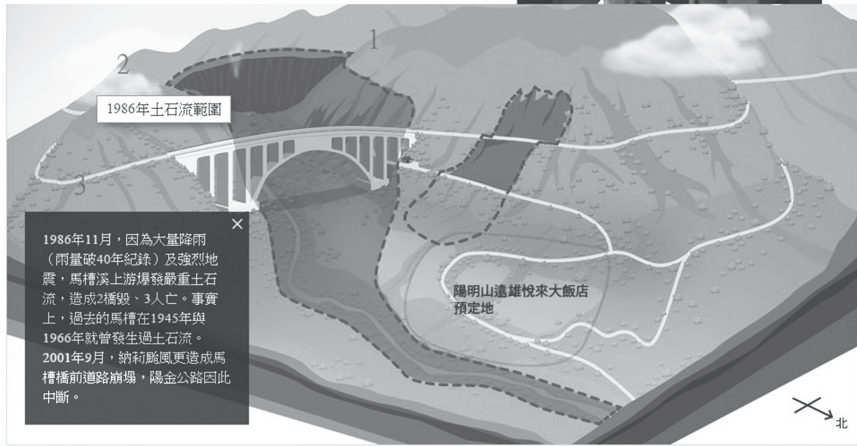 1
2
1986年土石流範圍
3
×
1986年11月，因為大量降雨
（雨量破40年紀錄）及強烈地
震，馬槽溪上游爆發嚴重土石
流，造成2橋毀、3人亡。事實
上，過去的馬槽在1945年與
1966年就曾發生過土石流。
2001年9月，納莉颱風更造成馬
槽橋前道路崩塌，陽金公路因此
中斷。
陽明山遠雄悅來大飯店
預定地
北